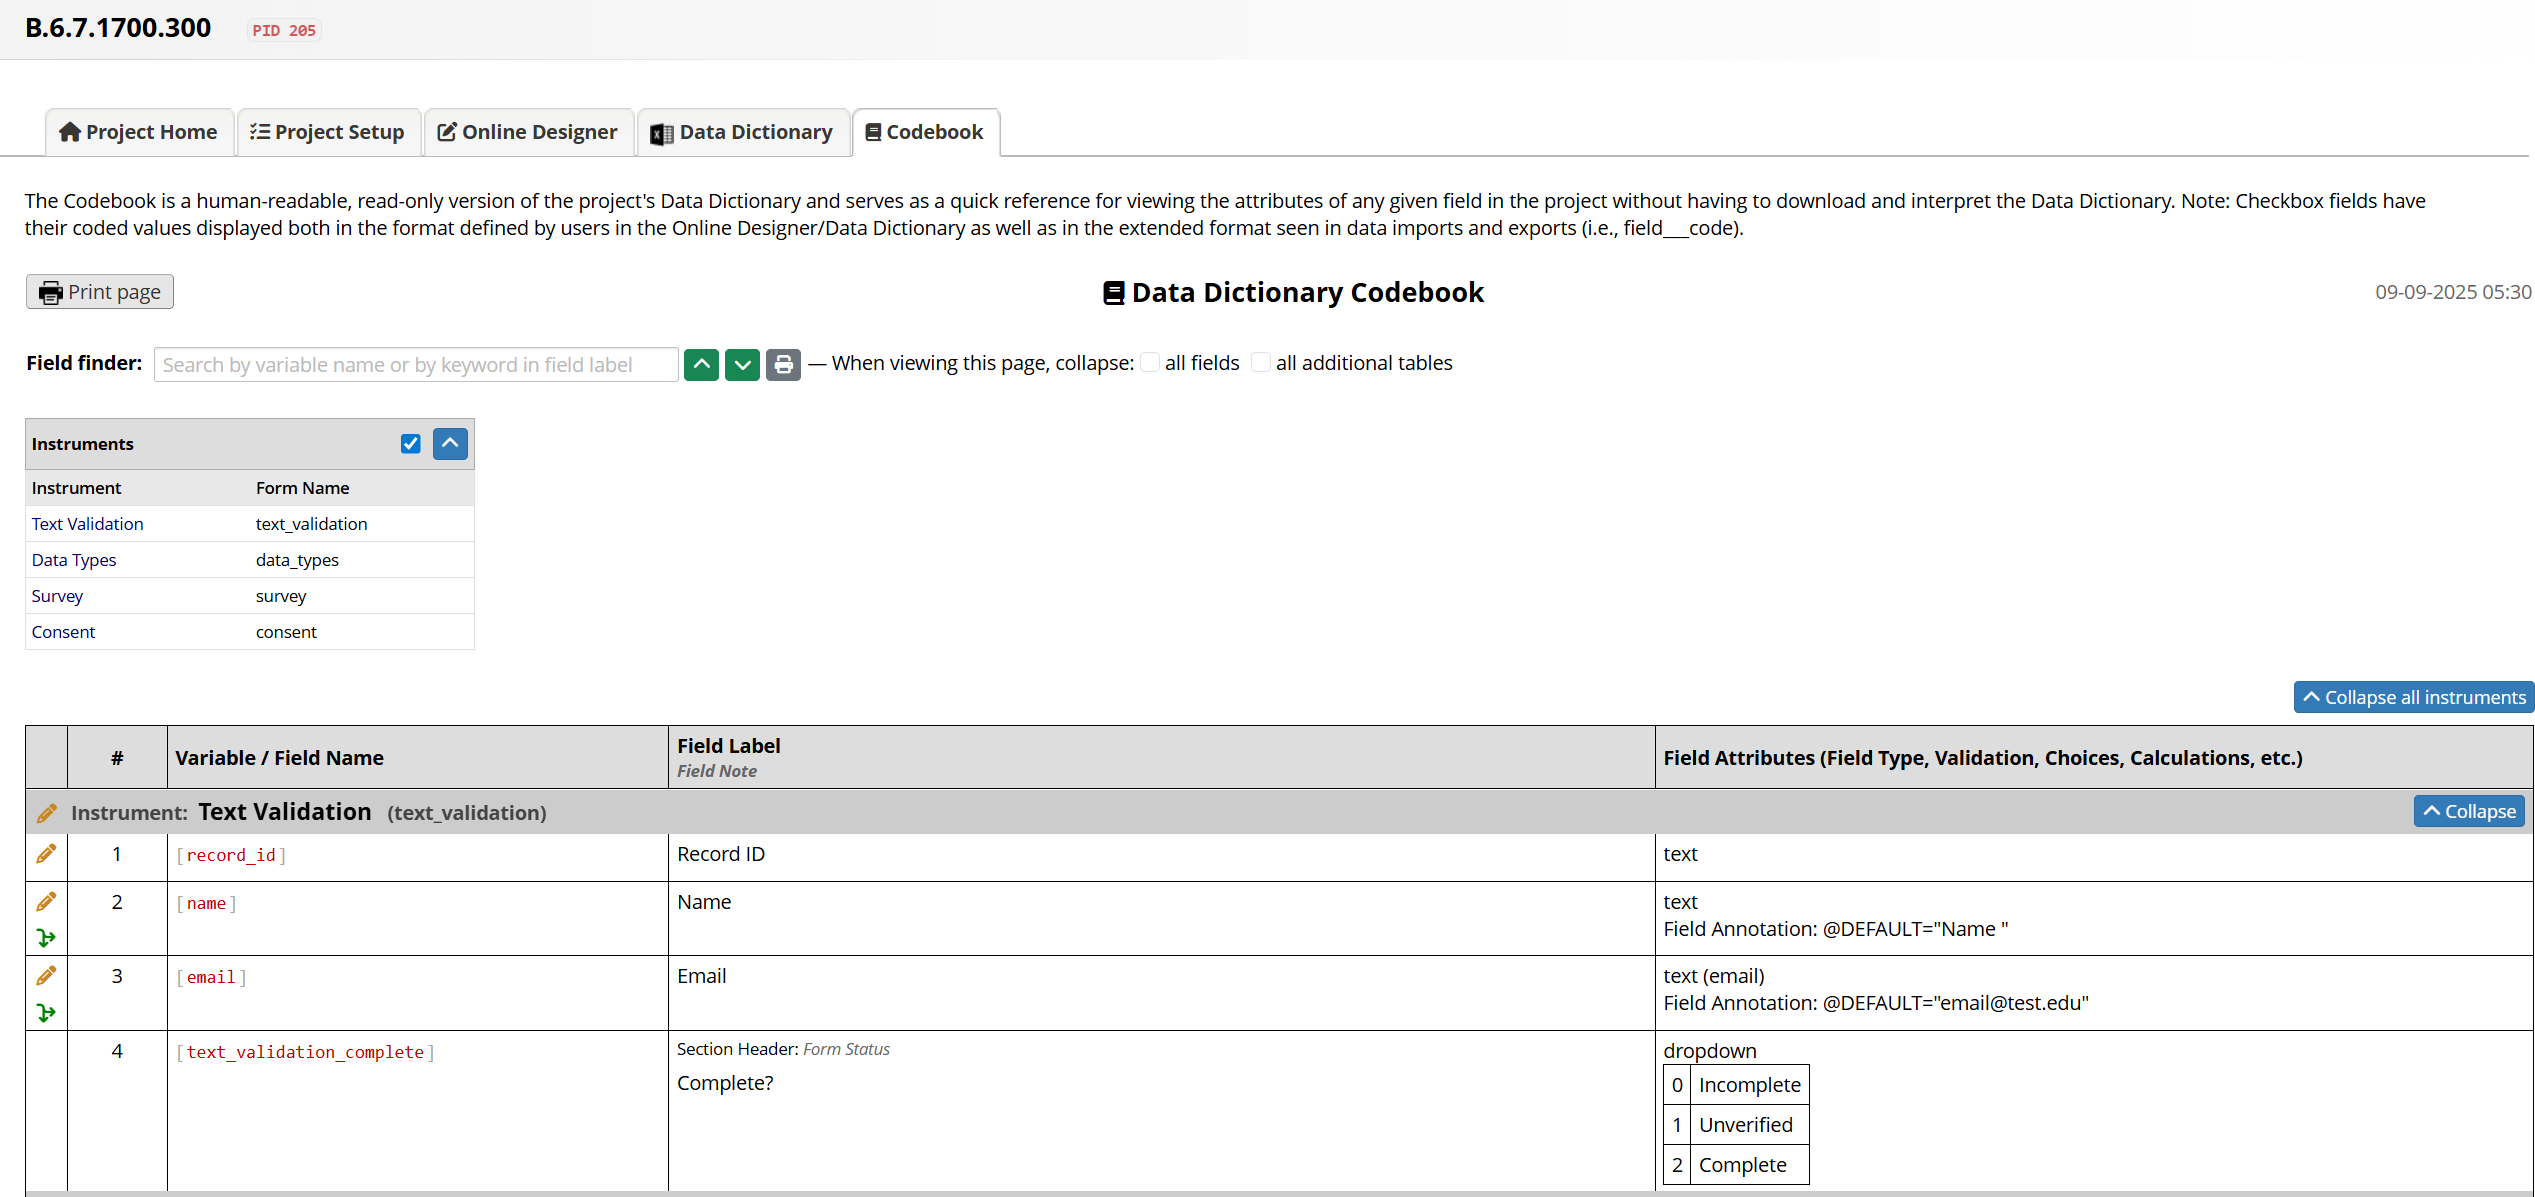 B.6.7.1700.300 PID 205
Project Home Project Setup Online Designer Data Dictionary Codebook
The Codebook is a human-readable, read-only version of the project's Data Dictionary and serves as a quick reference for viewing the attributes of any given field in the project without having to download and interpret the Data Dictionary. Note: Checkbox fields have
their coded values displayed both in the format defined by users in the Online Designer/Data Dictionary as well as in the extended format seen in data imports and exports (i.e., field___code).
Print page Data Dictionary Codebook 09-09-2025 05:30
Field finder: Search by variable name or by keyword in field label — When viewing this page, collapse: all fields all additional tables
Instruments
Instrument Form Name
Text Validation text_validation
Data Types data_types
Survey survey
Consent consent
Collapse all instruments
# Variable / Field Name Field Label Field Attributes (Field Type, Validation, Choices, Calculations, etc.)
Field Note
Instrument: Text Validation (text_validation) Collapse
1 [record_id] Record ID text
2 [name] Name text
Field Annotation: @DEFAULT="Name "
3 [email] Email text (email)
Field Annotation: @DEFAULT="email@test.edu"
4 [text_validation_complete] Section Header: Form Status dropdown
Complete?
0 Incomplete
1 Unverified
2 Complete